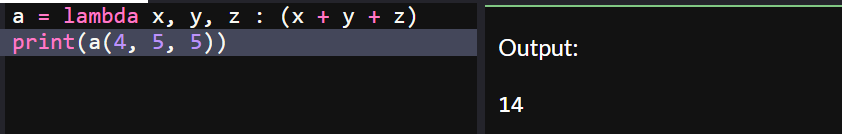 a = lambda x, y, z : (x + y + z)
print(a(4, 5, 5))
Output:
14